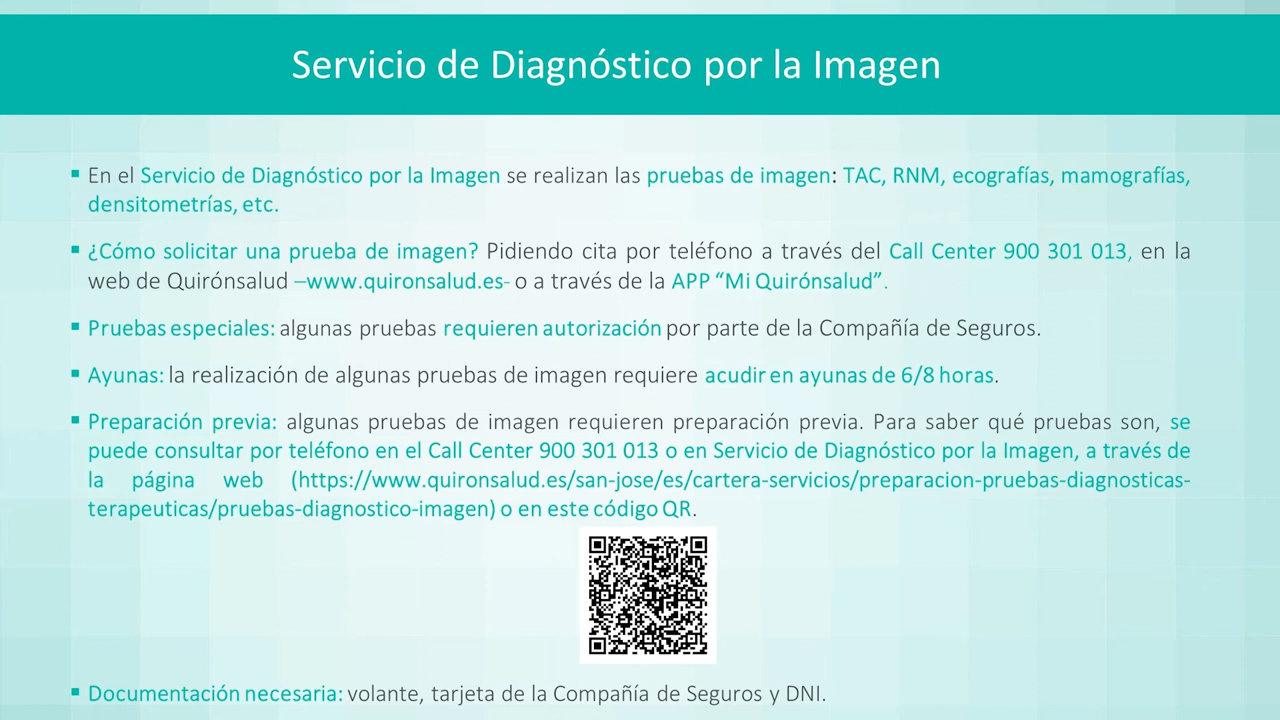 Servicio de Diagnóstico por la Imagen
▪ En el Servicio de Diagnóstico por la Imagen se realizan las pruebas de imagen: TAC, RNM, ecografías, mamografías,
densitometrías, etc.
▪ ¿Cómo solicitar una prueba de imagen? Pidiendo cita por teléfono a través del Call Center 900 301 013, en la
web de Quirónsalud –www.quironsalud.es- o a través de la APP “Mi Quirónsalud”.
▪ Pruebas especiales: algunas pruebas requieren autorización por parte de la Compañía de Seguros.
▪ Ayunas: la realización de algunas pruebas de imagen requiere acudir en ayunas de 6/8 horas.
▪ Preparación previa: algunas pruebas de imagen requieren preparación previa. Para saber qué pruebas son, se
puede consultar por teléfono en el Call Center 900 301 013 o en Servicio de Diagnóstico por la Imagen, a través de
la página web (https://www.quironsalud.es/san-jose/es/cartera-servicios/preparacion-pruebas-diagnosticas-
terapeuticas/pruebas-diagnostico-imagen) o en este código QR.
▪ Documentación necesaria: volante, tarjeta de la Compañía de Seguros y DNI.